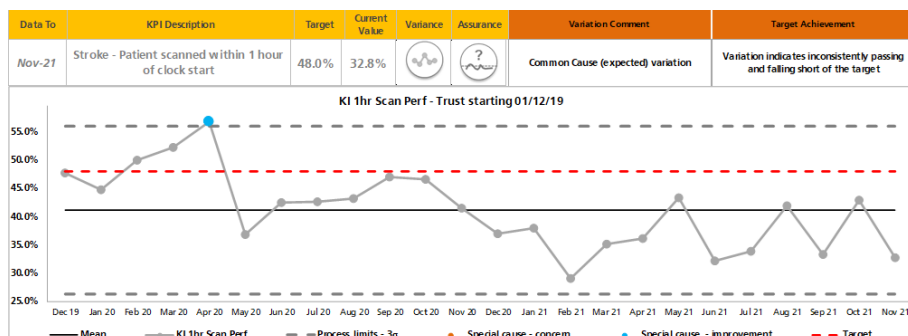 Data To KPI Description Target Current Value Variance Assurance Variation Comment Target Achievement
Nov-21 Stroke - Patient scanned within 1 hour of clock start 48.0% 32.8% ? Common Cause (expected) variation Variation indicates inconsistently passing and falling short of the target
KI 1hr Scan Perf - Trust starting 01/12/19
55.0%
50.0%
45.0%
40.0%
35.0%
30.0%
25.0%
Dec 19 Jan 20 Feb 20 Mar 20 Apr 20 May 20 Jun 20 Jul 20 Aug 20 Sep 20 Oct 20 Nov 20 Dec 20 Jan 21 Feb 21 Mar 21 Apr 21 May 21 Jun 21 Jul 21 Aug 21 Sep 21 Oct 21 Nov 21
Mean KI 1hr Scan Perf Process limits - 3σ Special cause - concern Special cause - improvement Target